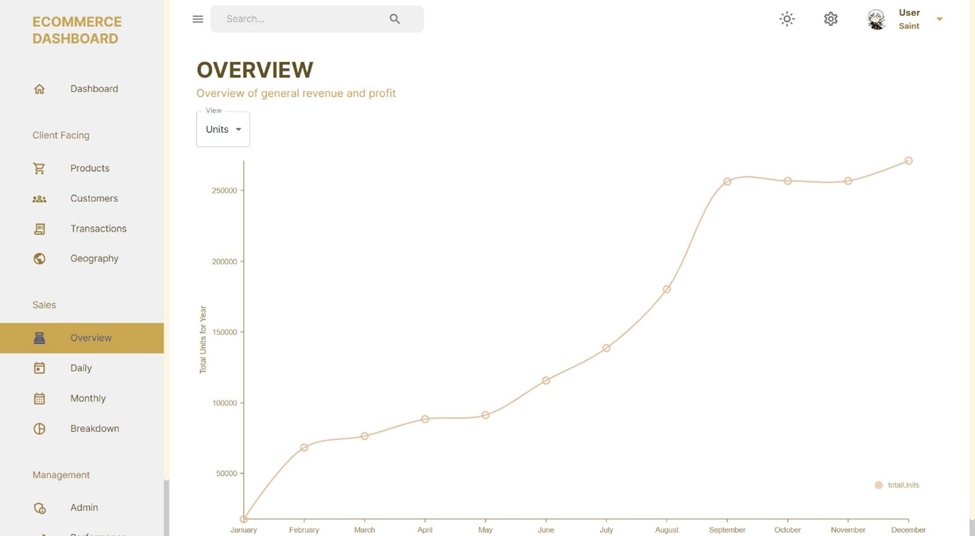 ECOMMERCE
DASHBOARD
Search...
User
Saint
Dashboard
Client Facing
Products
Customers
Transactions
Geography
Sales
Overview
Daily
Monthly
Breakdown
Management
Admin
Performance
OVERVIEW
Overview of general revenue and profit
View
Units
Total Units for Year
250000
200000
150000
100000
50000
January February March April May June July August September October November December
totalUnits